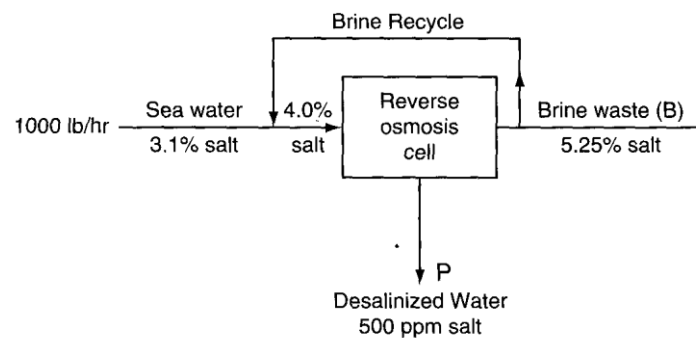 Brine Recycle
1000 lb/hr
Sea water
3.1% salt
4.0%
salt
Reverse
osmosis
cell
Brine waste (B)
5.25% salt
P
Desalinized Water
500 ppm salt